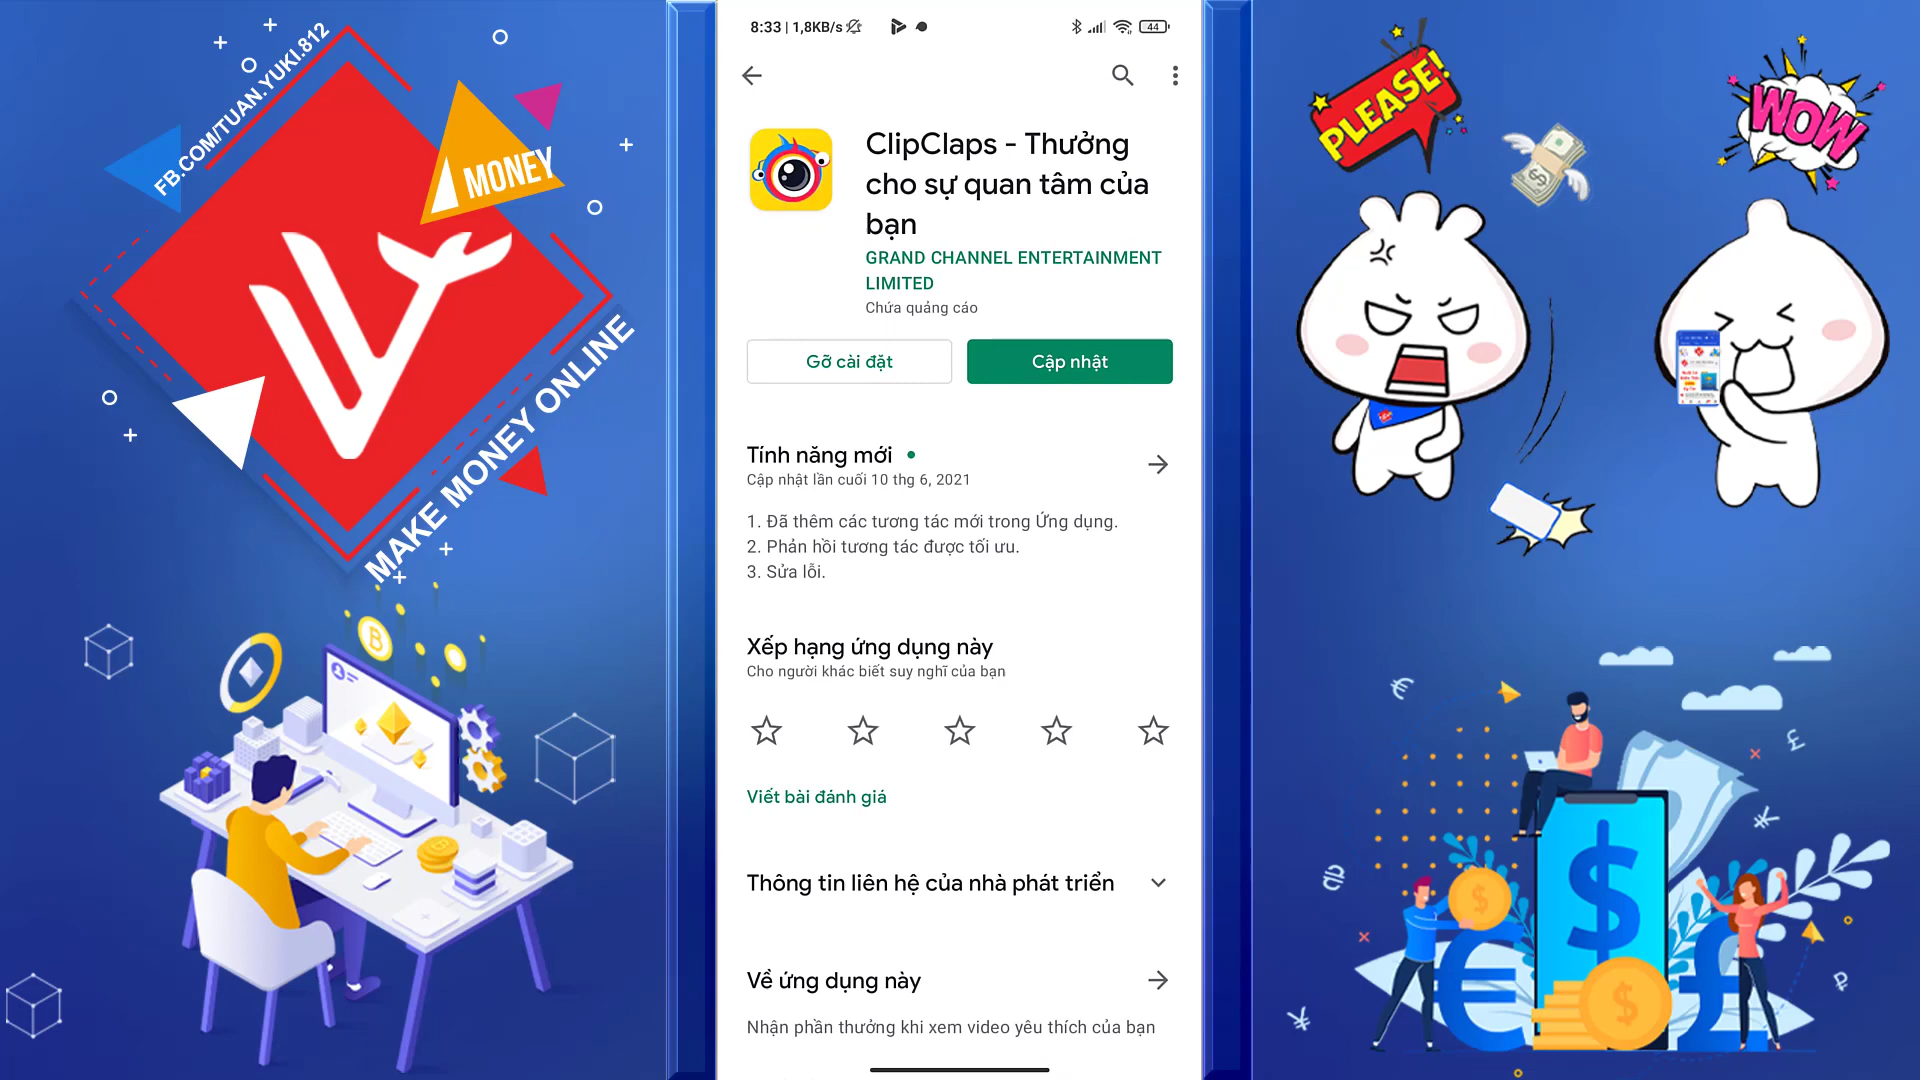 FB.COM/TUAN.YUKI.812
MONEY
MAKE MONEY ONLINE
8:33 | 1,8KB/s
44
ClipClaps - Thưởng
cho sự quan tâm của
bạn
GRAND CHANNEL ENTERTAINMENT
LIMITED
Chứa quảng cáo
Gỡ cài đặt
Cập nhật
Tính năng mới
Cập nhật lần cuối 10 thg 6, 2021
1. Đã thêm các tương tác mới trong Ứng dụng.
2. Phản hồi tương tác được tối ưu.
3. Sửa lỗi.
Xếp hạng ứng dụng này
Cho người khác biết suy nghĩ của bạn
Viết bài đánh giá
Thông tin liên hệ của nhà phát triển
Về ứng dụng này
Nhận phần thưởng khi xem video yêu thích của bạn
PLEASE!
WOW